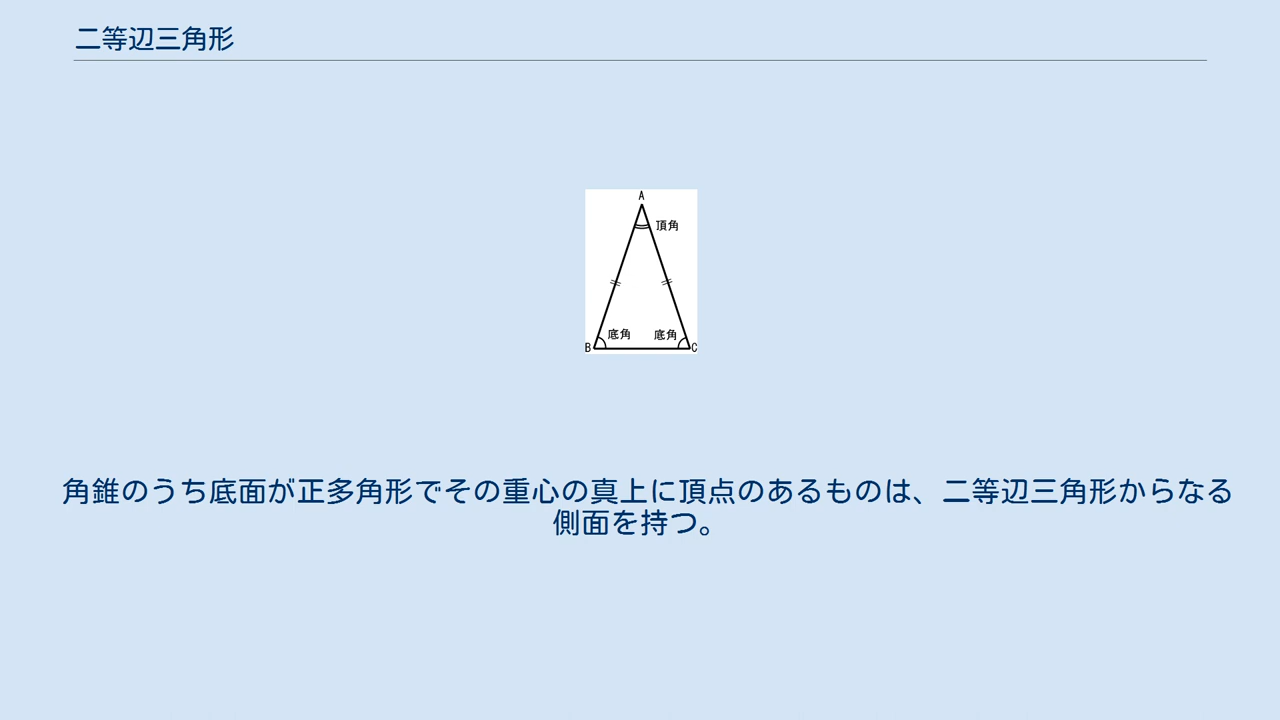 二等辺三角形
A
頂角
底角 底角
B C
角錐のうち底面が正多角形でその重心の真上に頂点のあるものは、二等辺三角形からなる
側面を持つ。